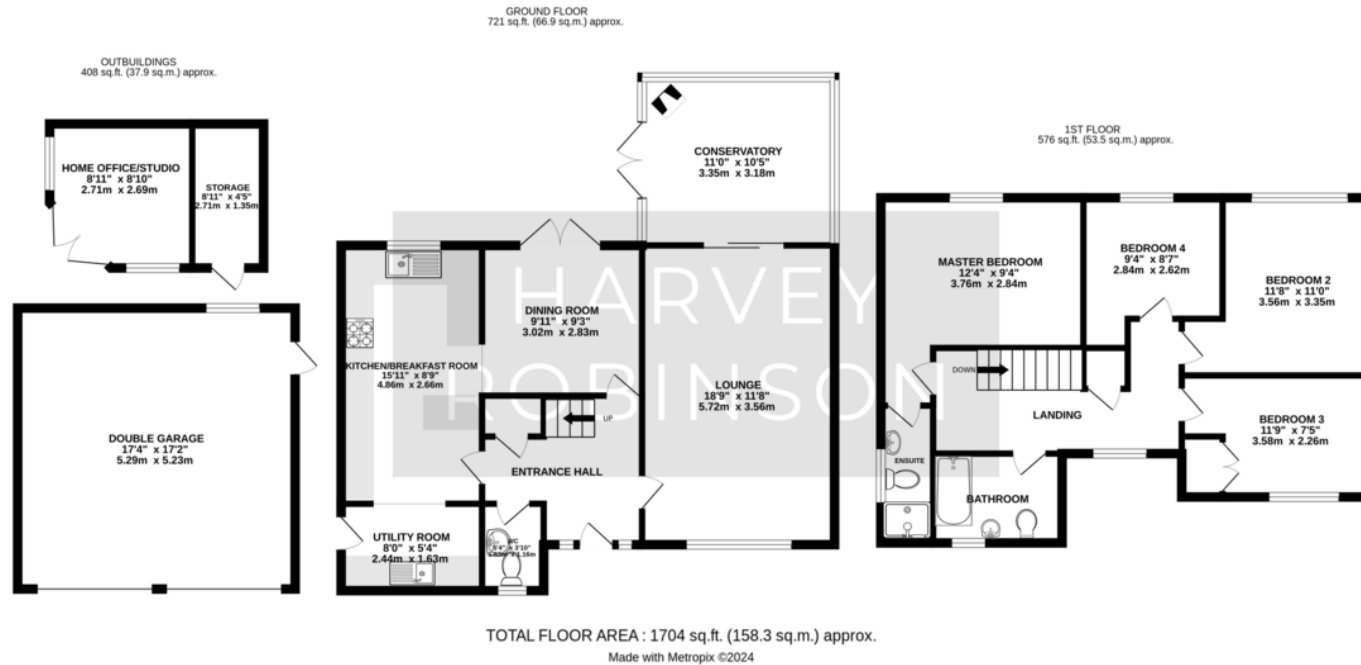 GROUND FLOOR
721 sq.ft. (66.9 sq.m.) approx.
OUTBUILDINGS
408 sq.ft. (37.9 sq.m.) approx.
1ST FLOOR
576 sq.ft. (53.5 sq.m.) approx.
HOME OFFICE/STUDIO
8'11" x 8'10"
2.71m x 2.69m
STORAGE
8'11" x 4'5"
2.71m x 1.35m
DOUBLE GARAGE
17'4" x 17'2"
5.29m x 5.23m
CONSERVATORY
11'0" x 10'5"
3.35m x 3.18m
DINING ROOM
9'11" x 9'3"
3.02m x 2.83m
KITCHEN/BREAKFAST ROOM
15'11" x 8'9"
4.86m x 2.66m
LOUNGE
18'9" x 11'8"
5.72m x 3.56m
UP
ENTRANCE HALL
UTILITY ROOM
8'0" x 5'4"
2.44m x 1.63m
MASTER BEDROOM
12'4" x 9'4"
3.76m x 2.84m
BEDROOM 4
9'4" x 8'7"
2.84m x 2.62m
BEDROOM 2
11'8" x 11'0"
3.56m x 3.35m
DOWN
LANDING
BEDROOM 3
11'9" x 7'5"
3.58m x 2.26m
ENSUITE
BATHROOM
HARVEY
ROBINSON
TOTAL FLOOR AREA : 1704 sq.ft. (158.3 sq.m.) approx.
Made with Metropix ©2024